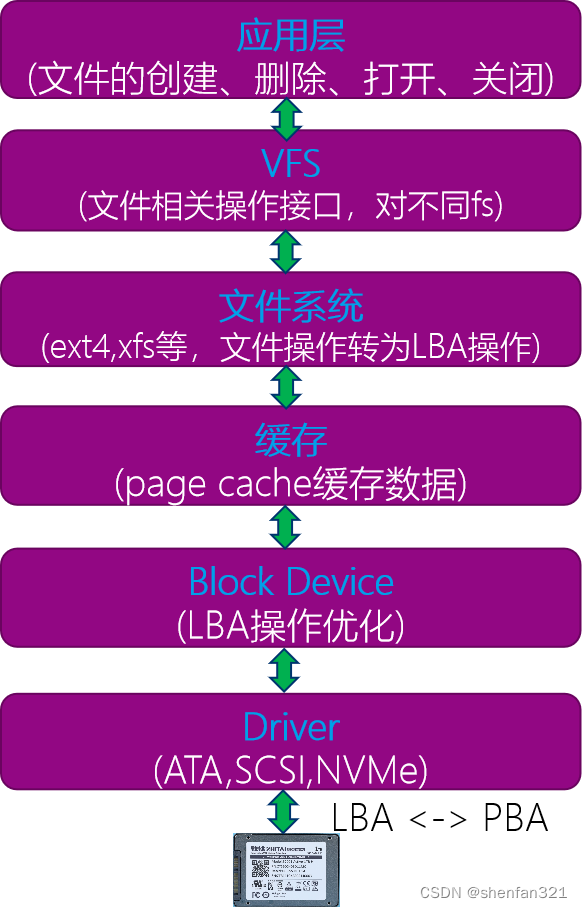 应用层
(文件的创建、删除、打开、关闭)
VFS
(文件相关操作接口，对不同fs)
文件系统
(ext4,xfs等，文件操作转为LBA操作)
缓存
(page cache缓存数据)
Block Device
(LBA操作优化)
Driver
(ATA,SCSI,NVMe)
LBA <-> PBA
CSDN @shenfan321